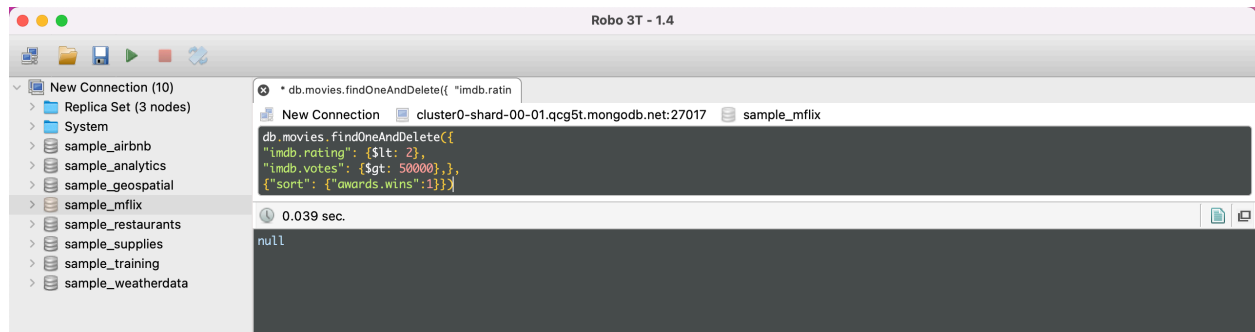 Robo 3T - 1.4
New Connection (10)
Replica Set (3 nodes)
System
sample_airbnb
sample_analytics
sample_geospatial
sample_mflix
sample_restaurants
sample_supplies
sample_training
sample_weatherdata
* db.movies.findOneAndDelete({ "imdb.ratin
New Connection cluster0-shard-00-01.qcg5t.mongodb.net:27017 sample_mflix
db.movies.findOneAndDelete({
"imdb.rating": {$lt: 2},
"imdb.votes": {$gt: 50000},},
{"sort": {"awards.wins":1}})
0.039 sec.
null